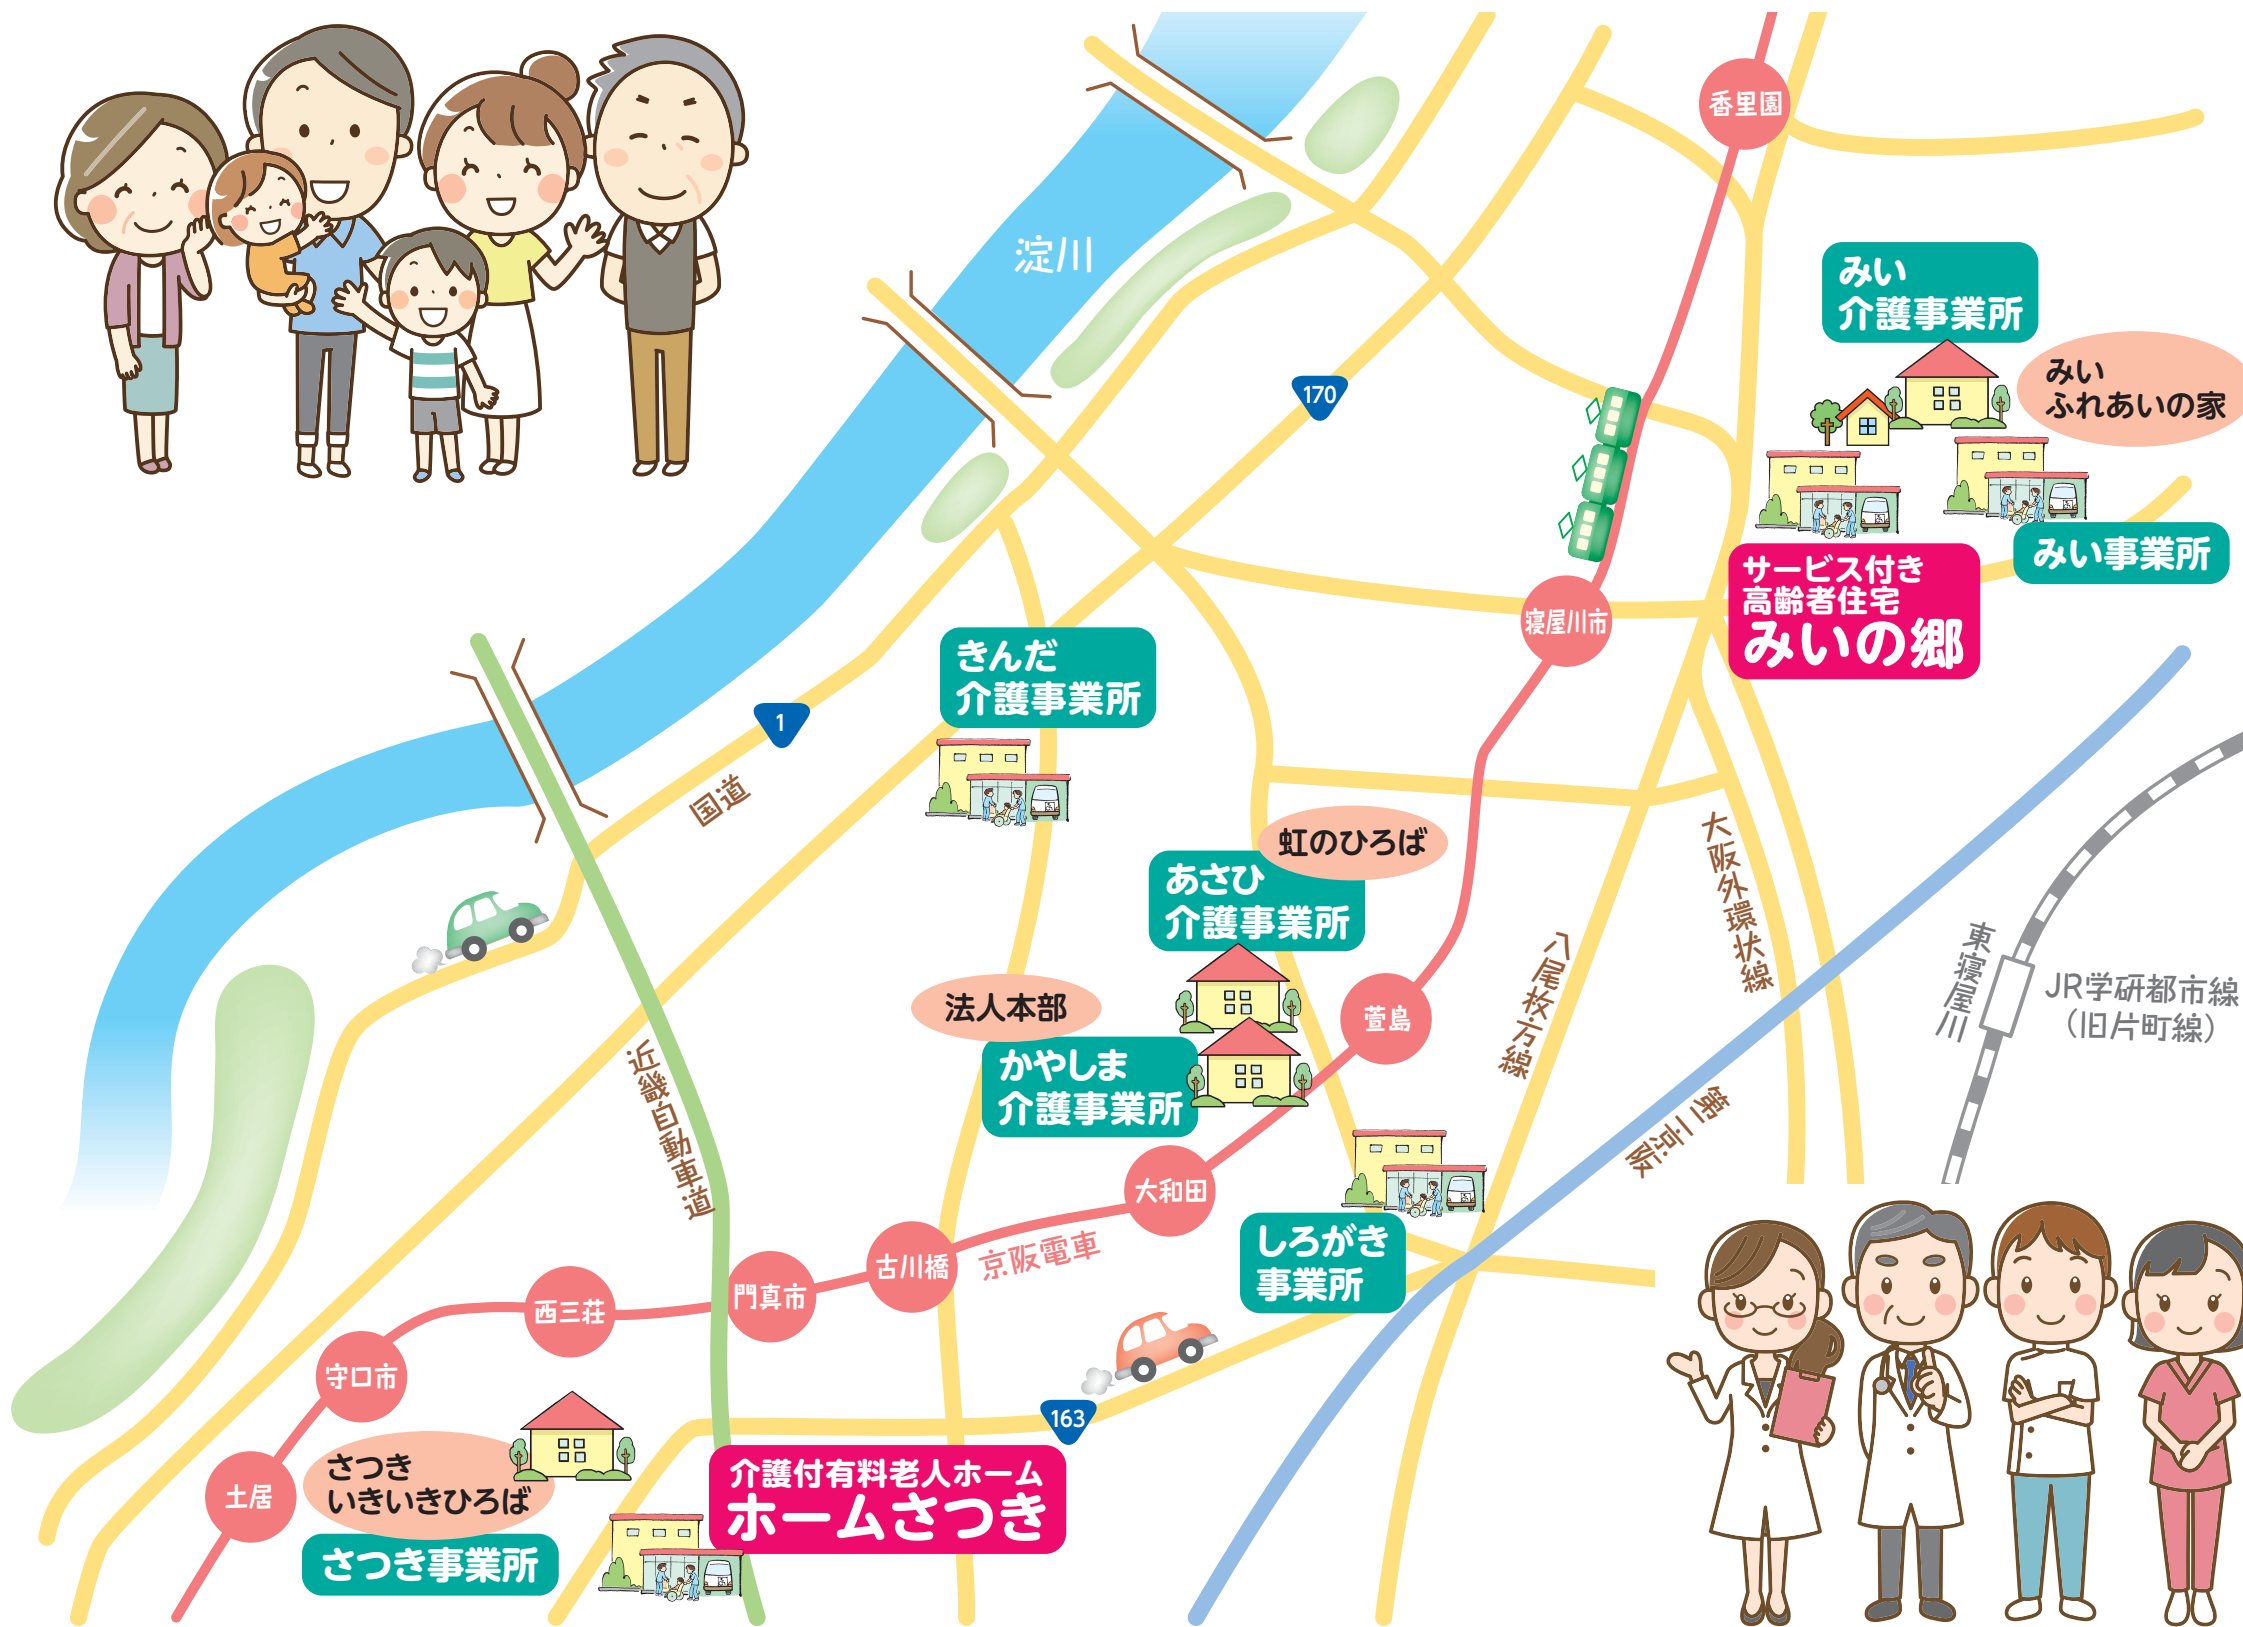 香里園
淀川
みい
介護事業所
みい
ふれあいの家
170
みい事業所
サービス付き
高齢者住宅
みいの郷
寝屋川市
きんだ
介護事業所
1
国道
虹のひろば
あさひ
介護事業所
大阪外環状線
八尾枚方線
東寝屋川
JR学研都市線
（旧片町線）
法人本部
萱島
かやしま
介護事業所
近畿自動車道
第二京阪
大和田
しろがき
事業所
京阪電車
古川橋
門真市
西三荘
守口市
163
土居
さつき
いきいきひろば
さつき事業所
介護付有料老人ホーム
ホームさつき